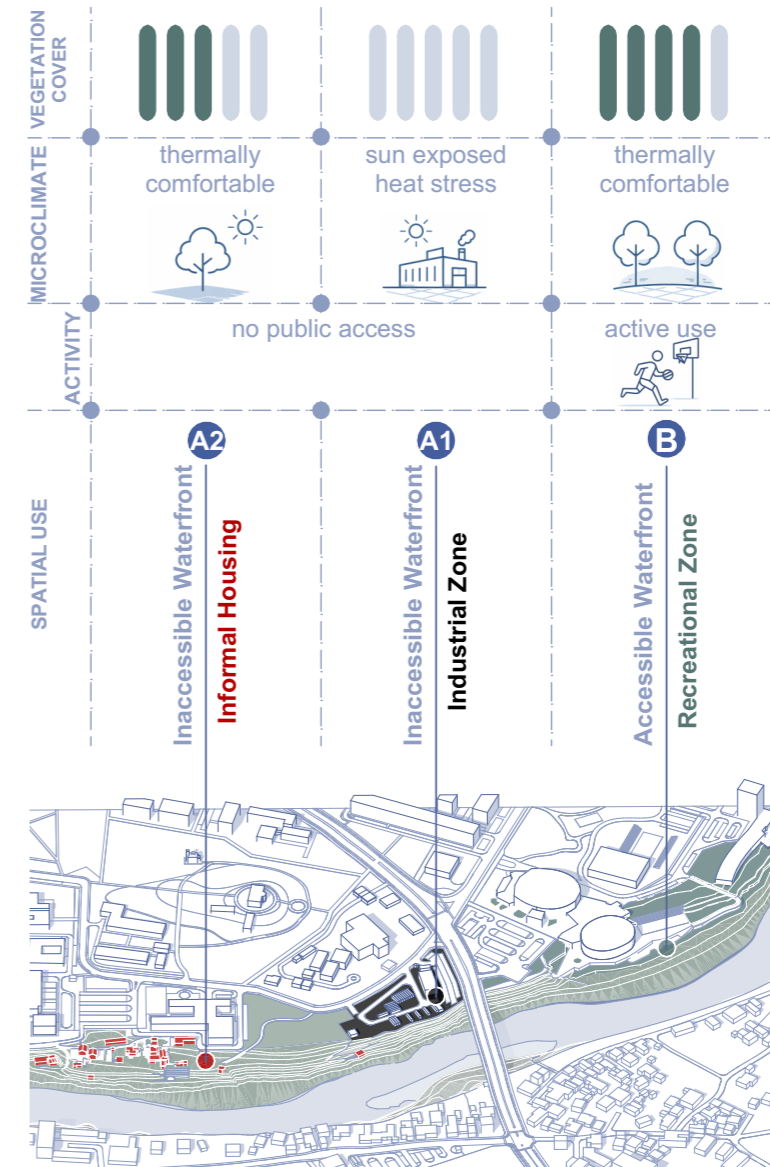 VEGETATION
COVER
MICROCLIMATE
thermally
comfortable
sun exposed
heat stress
thermally
comfortable
ACTIVITY
no public access
active use
SPATIAL USE
A2
Inaccessible Waterfront
Informal Housing
A1
Inaccessible Waterfront
Industrial Zone
B
Accessible Waterfront
Recreational Zone